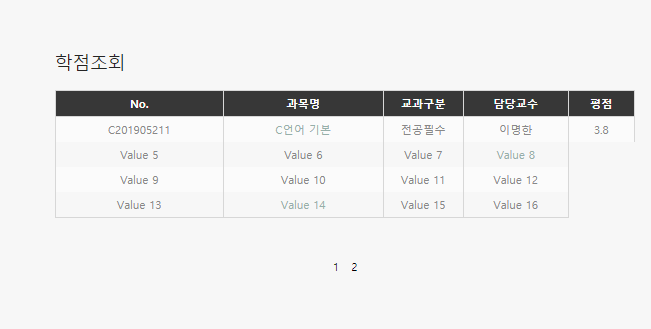 학점조회
No. 과목명 교과구분 담당교수 평점
C201905211 C언어 기본 전공필수 이명한 3.8
Value 5 Value 6 Value 7 Value 8
Value 9 Value 10 Value 11 Value 12
Value 13 Value 14 Value 15 Value 16
1 2